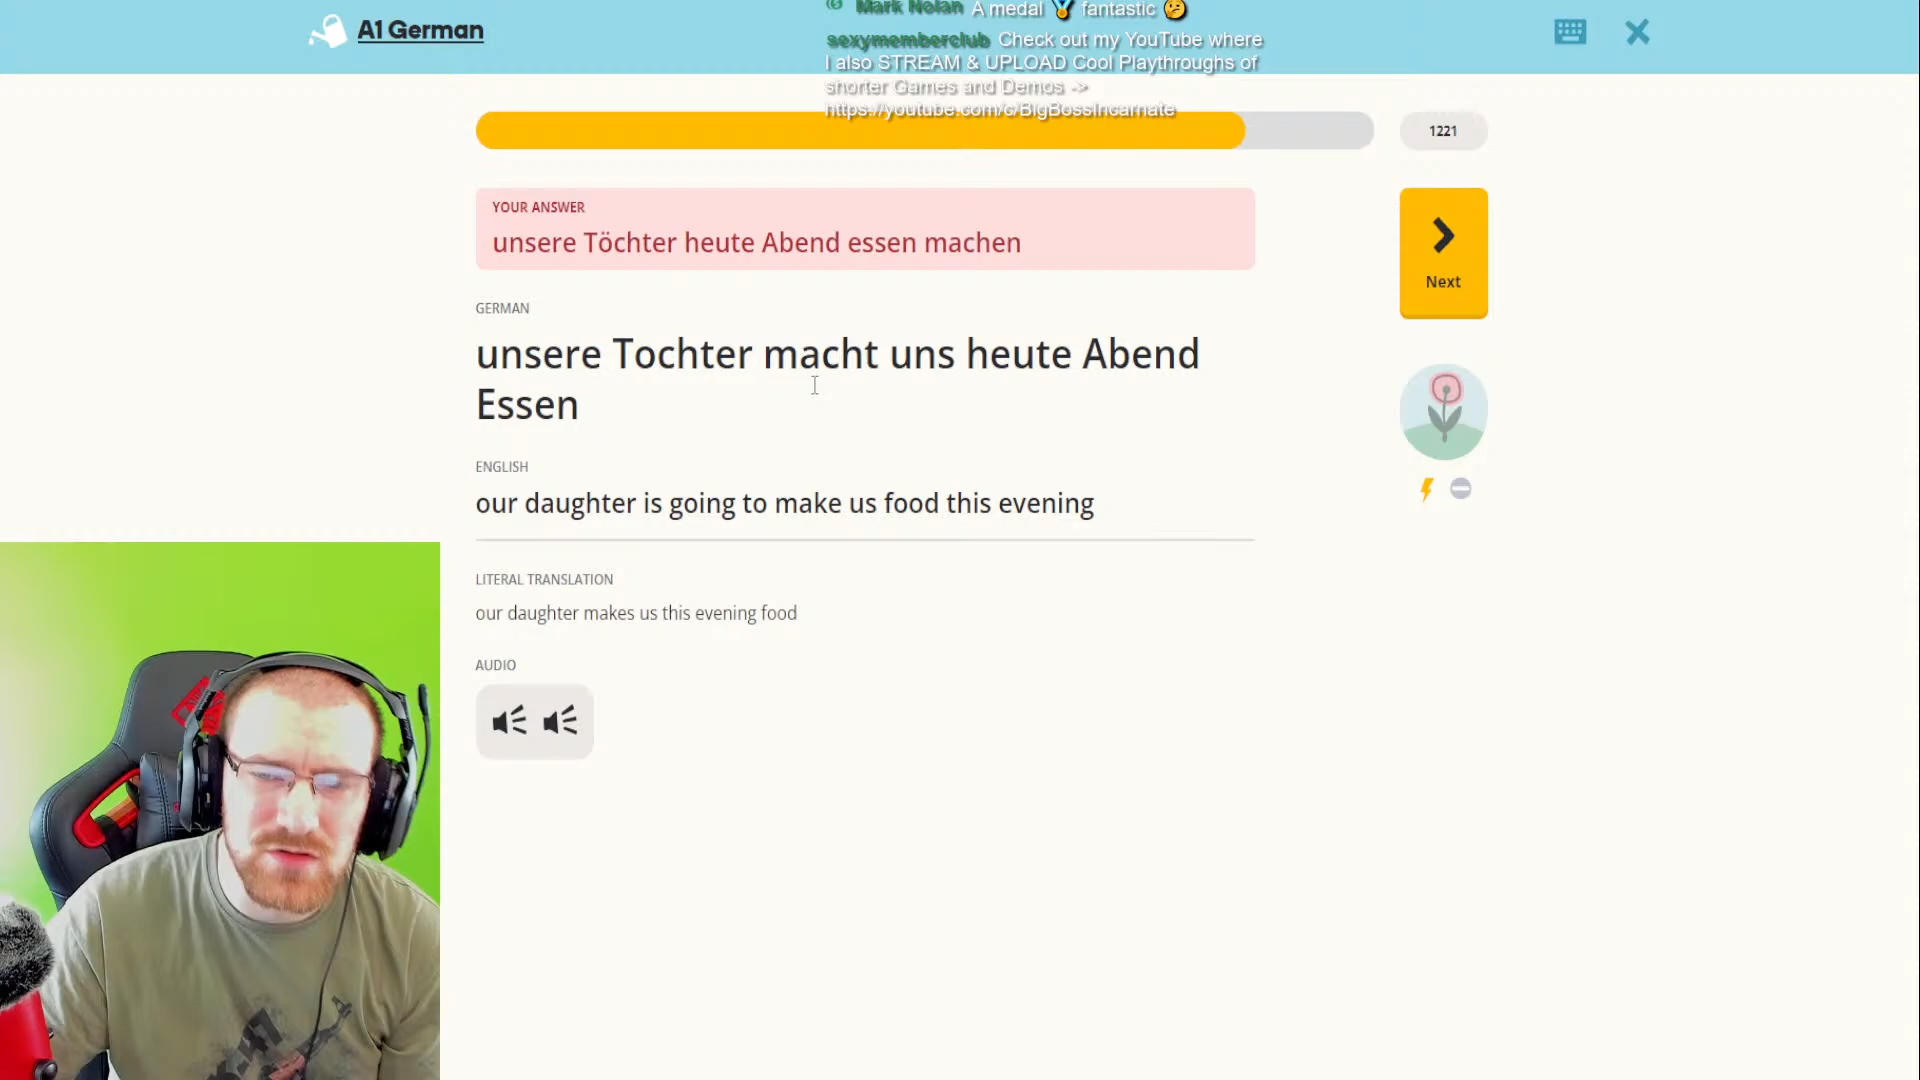 A1 German
Mark Nolan A medal 🏅 fantastic 🤔
sexymemberclub Check out my YouTube where
I also STREAM & UPLOAD Cool Playthroughs of
shorter Games and Demos ->
https://youtube.com/c/BigBossIncarnate
1221
YOUR ANSWER
unsere Töchter heute Abend essen machen
Next
GERMAN
unsere Tochter macht uns heute Abend
Essen
ENGLISH
our daughter is going to make us food this evening
LITERAL TRANSLATION
our daughter makes us this evening food
AUDIO